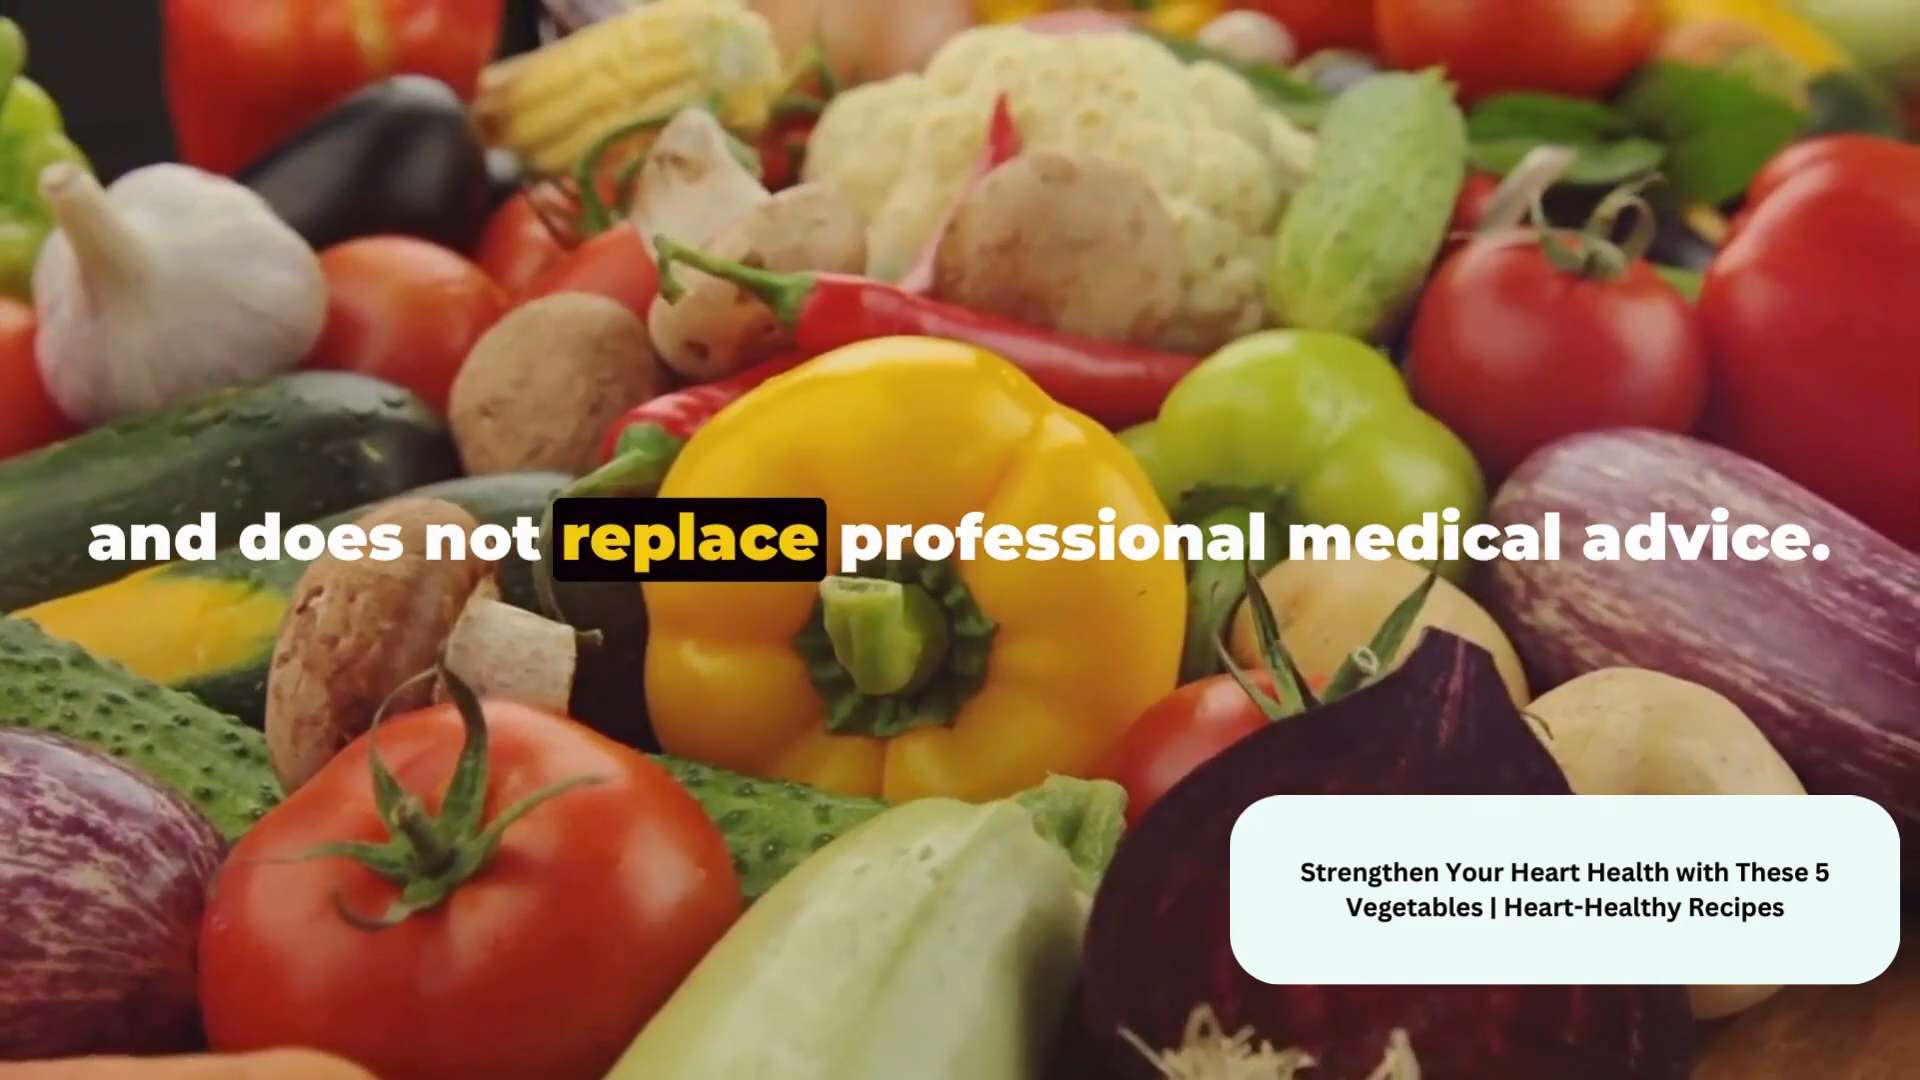 and does not replace professional medical advice.
Strengthen Your Heart Health with These 5
Vegetables | Heart-Healthy Recipes